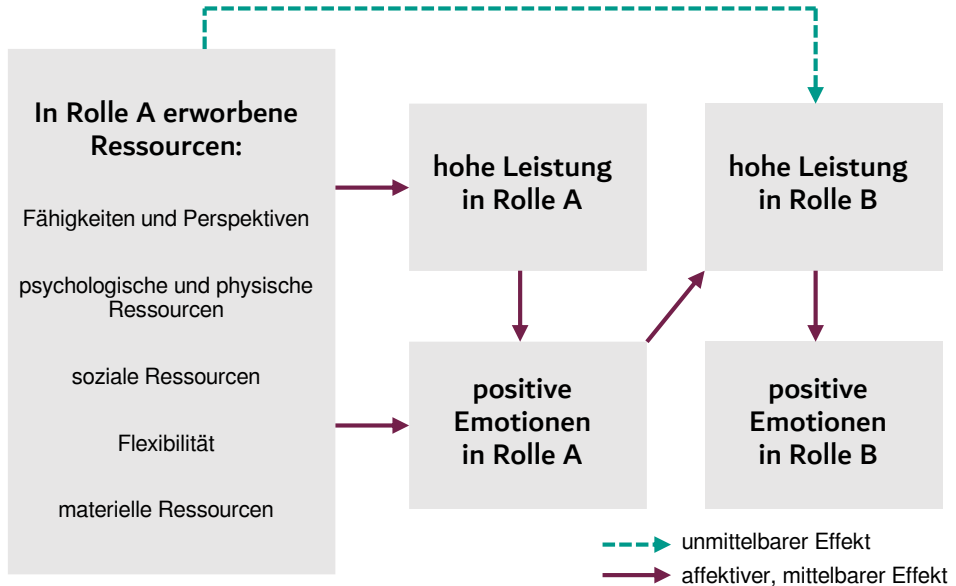 In Rolle A erworbene
Ressourcen:
Fähigkeiten und Perspektiven
psychologische und physische
Ressourcen
soziale Ressourcen
Flexibilität
materielle Ressourcen
hohe Leistung
in Rolle A
positive
Emotionen
in Rolle A
hohe Leistung
in Rolle B
positive
Emotionen
in Rolle B
unmittelbarer Effekt
affektiver, mittelbarer Effekt